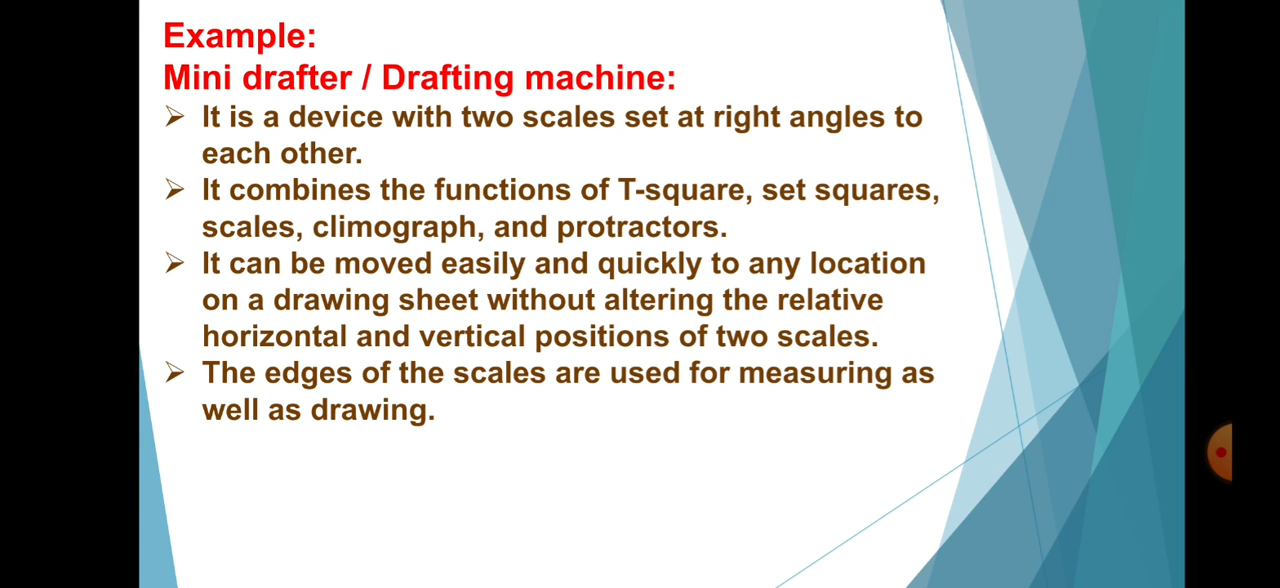 Example:
Mini drafter / Drafting machine:
➢ It is a device with two scales set at right angles to
each other.
➢ It combines the functions of T-square, set squares,
scales, climograph, and protractors.
➢ It can be moved easily and quickly to any location
on a drawing sheet without altering the relative
horizontal and vertical positions of two scales.
➢ The edges of the scales are used for measuring as
well as drawing.